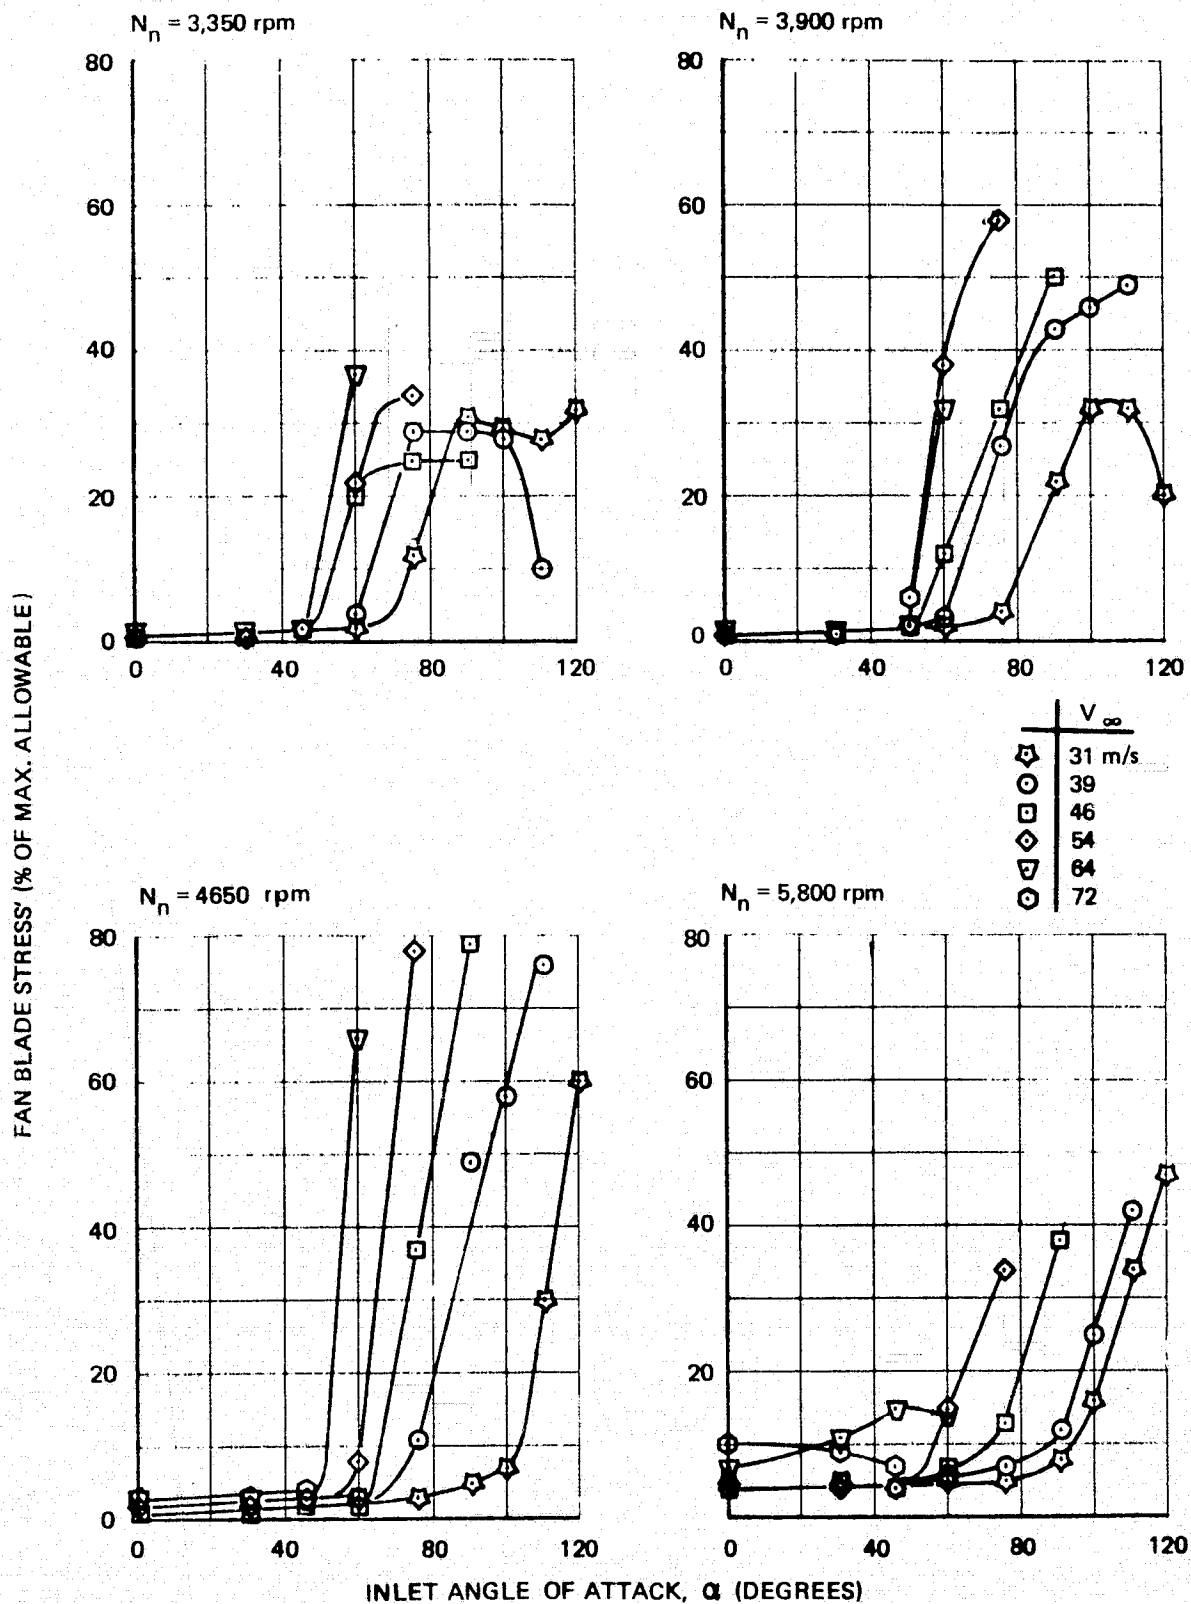 N_n = 3,350 rpm
80
60
40
20
0
0 40 80 120
N_n = 3,900 rpm
80
60
40
20
0
0 40 80 120
V_∞
31 m/s
39
46
54
64
72
FAN BLADE STRESS' (% OF MAX. ALLOWABLE)
N_n = 4650 rpm
80
60
40
20
0
0 40 80 120
N_n = 5,800 rpm
80
60
40
20
0 40 80 120
INLET ANGLE OF ATTACK, α (DEGREES)